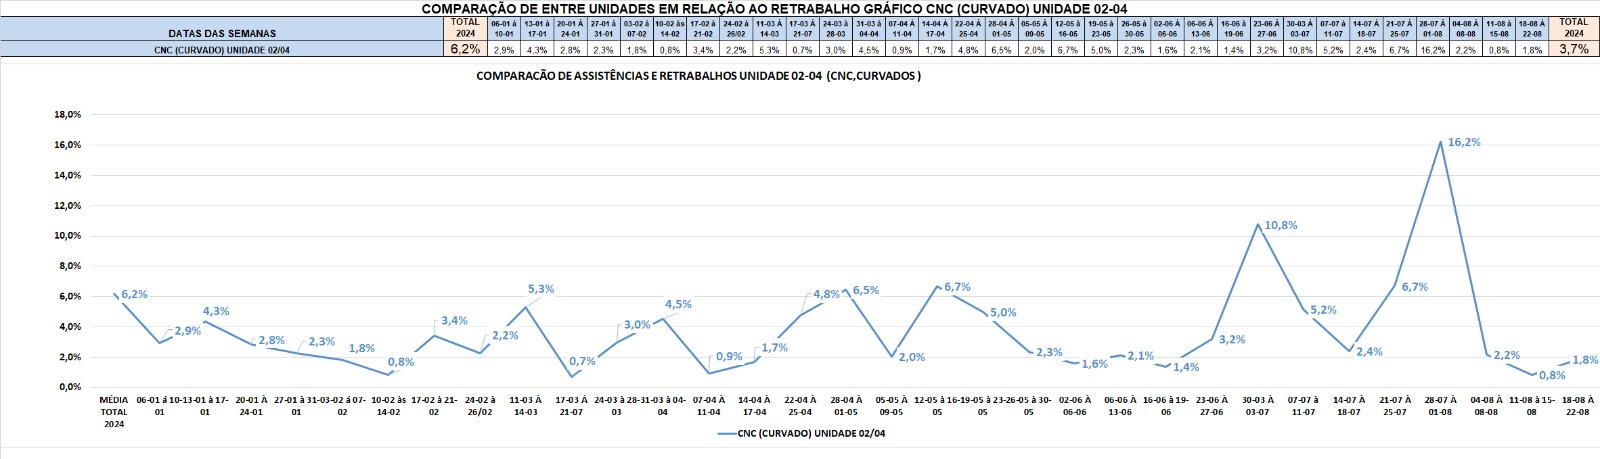 COMPARAÇÃO DE ENTRE UNIDADES EM RELAÇÃO AO RETRABALHO GRÁFICO CNC (CURVADO) UNIDADE 02-04
DATAS DAS SEMANAS TOTAL 2024 06-01 à 10-01 13-01 à 17-01 20-01 À 24-01 27-01 à 31-01 03-02 à 07-02 10-02 às 14-02 17-02 à 21-02 24-02 à 26/02 11-03 À 14-03 17-03 À 21-07 24-03 À 28-03 31-03 À 04-04 07-04 À 11-04 14-04 À 17-04 22-04 À 25-04 28-04 À 01-05 05-05 À 09-05 12-05 à 16-05 19-05 à 23-05 26-05 à 30-05 02-06 À 06-06 06-06 À 13-06 16-06 à 19-06 23-06 À 27-06 30-03 À 03-07 07-07 à 11-07 14-07 À 18-07 21-07 À 25-07 28-07 À 01-08 04-08 À 08-08 11-08 à 15-08 18-08 À 22-08 TOTAL 2024
CNC (CURVADO) UNIDADE 02/04 6,2% 2,9% 4,3% 2,8% 2,3% 1,8% 0,8% 3,4% 2,2% 5,3% 0,7% 3,0% 4,5% 0,9% 1,7% 4,8% 6,5% 2,0% 6,7% 5,0% 2,3% 1,6% 2,1% 1,4% 3,2% 10,8% 5,2% 2,4% 6,7% 16,2% 2,2% 0,8% 1,8% 3,7%
COMPARAÇÃO DE ASSISTÊNCIAS E RETRABALHOS UNIDADE 02-04 (CNC,CURVADOS )
18,0%
16,0%
14,0%
12,0%
10,0%
8,0%
6,0%
4,0%
2,0%
0,0%
6,2% 2,9% 4,3% 2,8% 2,3% 1,8% 0,8% 3,4% 2,2% 5,3% 0,7% 3,0% 4,5% 0,9% 1,7% 4,8% 6,5% 2,0% 6,7% 5,0% 2,3% 1,6% 2,1% 1,4% 3,2% 10,8% 5,2% 2,4% 6,7% 16,2% 2,2% 0,8% 1,8%
MÉDIA TOTAL 2024 06-01 á 10-01 13-01 à 17-01 20-01 À 24-01 27-01 à 31-01 03-02 à 07-02 10-02 às 14-02 17-02 à 21-02 24-02 à 26/02 11-03 À 14-03 17-03 À 21-07 24-03 À 28-03 31-03 À 04-04 07-04 À 11-04 14-04 À 17-04 22-04 À 25-04 28-04 À 01-05 05-05 À 09-05 12-05 à 16-05 19-05 à 23-05 26-05 à 30-05 02-06 À 06-06 06-06 À 13-06 16-06 à 19-06 23-06 À 27-06 30-03 À 03-07 07-07 à 11-07 14-07 À 18-07 21-07 À 25-07 28-07 À 01-08 04-08 À 08-08 11-08 à 15-08 18-08 À 22-08
CNC (CURVADO) UNIDADE 02/04